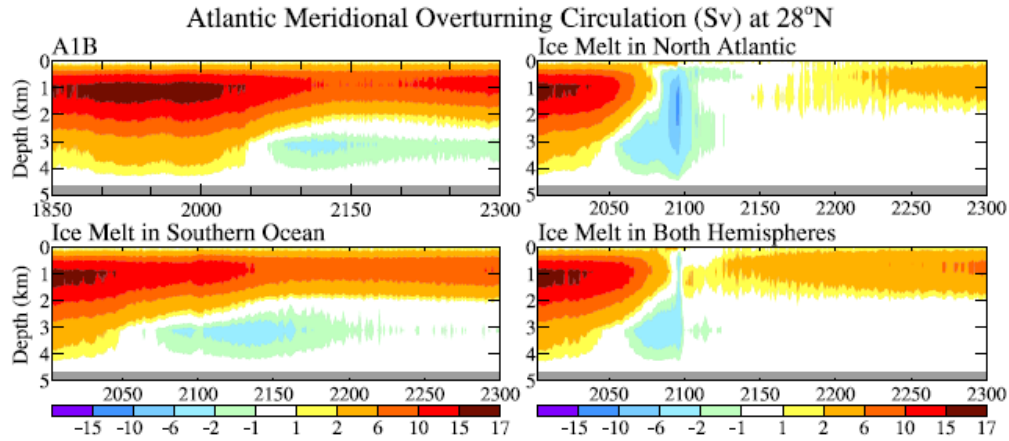 Atlantic Meridional Overturning Circulation (Sv) at 28°N
A1B
Ice Melt in North Atlantic
0
1
2
3
4
5
Depth (km)
1850 2000 2150 2300
2050 2100 2150 2200 2250 2300
Ice Melt in Southern Ocean
Ice Melt in Both Hemispheres
0
1
2
3
4
5
Depth (km)
2050 2100 2150 2200 2250 2300
2050 2100 2150 2200 2250 2300
-15 -10 -6 -2 -1 1 2 6 10 15 17
-15 -10 -6 -2 -1 1 2 6 10 15 17